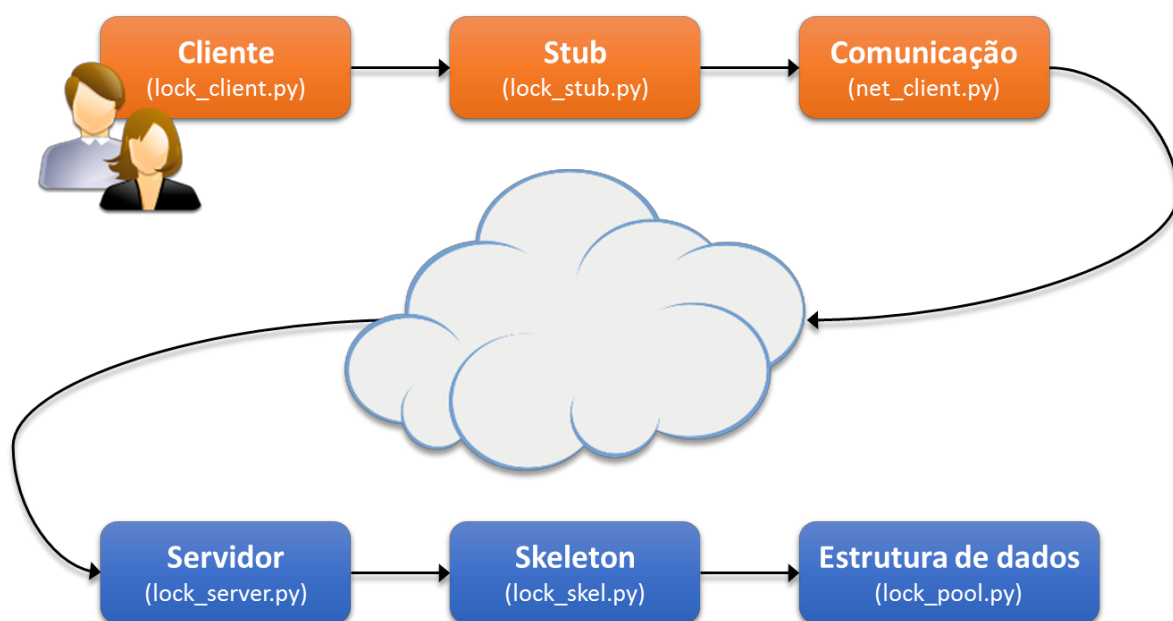 Cliente
(lock_client.py)
Stub
(lock_stub.py)
Comunicação
(net_client.py)
Servidor
(lock_server.py)
Skeleton
(lock_skel.py)
Estrutura de dados
(lock_pool.py)